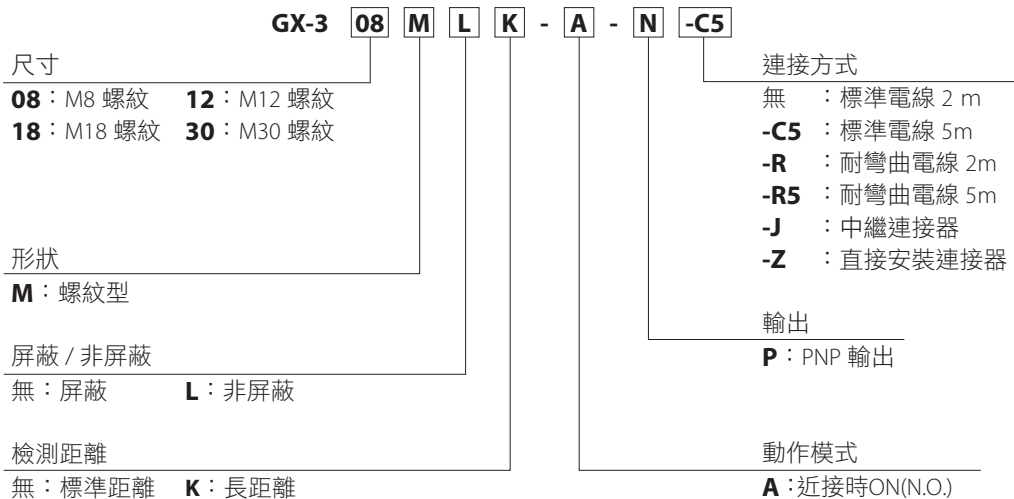 GX-3 08 M L K - A - N -C5
尺寸
08：M8 螺紋 12：M12 螺紋
18：M18 螺紋 30：M30 螺紋
形狀
M：螺紋型
屏蔽 / 非屏蔽
無：屏蔽 L：非屏蔽
檢測距離
無：標準距離 K：長距離
連接方式
無 ：標準電線 2 m
-C5 ：標準電線 5m
-R ：耐彎曲電線 2m
-R5 ：耐彎曲電線 5m
-J ：中繼連接器
-Z ：直接安裝連接器
輸出
P：PNP 輸出
動作模式
A：近接時ON(N.O.)